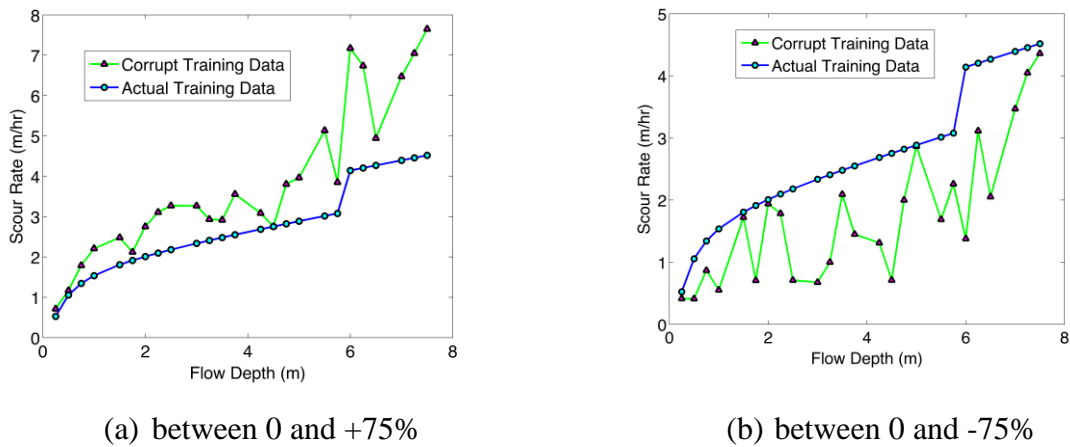 8
7
6
5
4
3
2
1
0
Scour Rate (m/hr)
Corrupt Training Data
Actual Training Data
0 2 4 6 8
Flow Depth (m)
(a) between 0 and +75%
5
4
3
2
1
0
Scour Rate (m/hr)
Corrupt Training Data
Actual Training Data
0 2 4 6 8
Flow Depth (m)
(b) between 0 and -75%